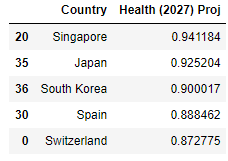 Country Health (2027) Proj
20 Singapore 0.941184
35 Japan 0.925204
36 South Korea 0.900017
30 Spain 0.888462
0 Switzerland 0.872775